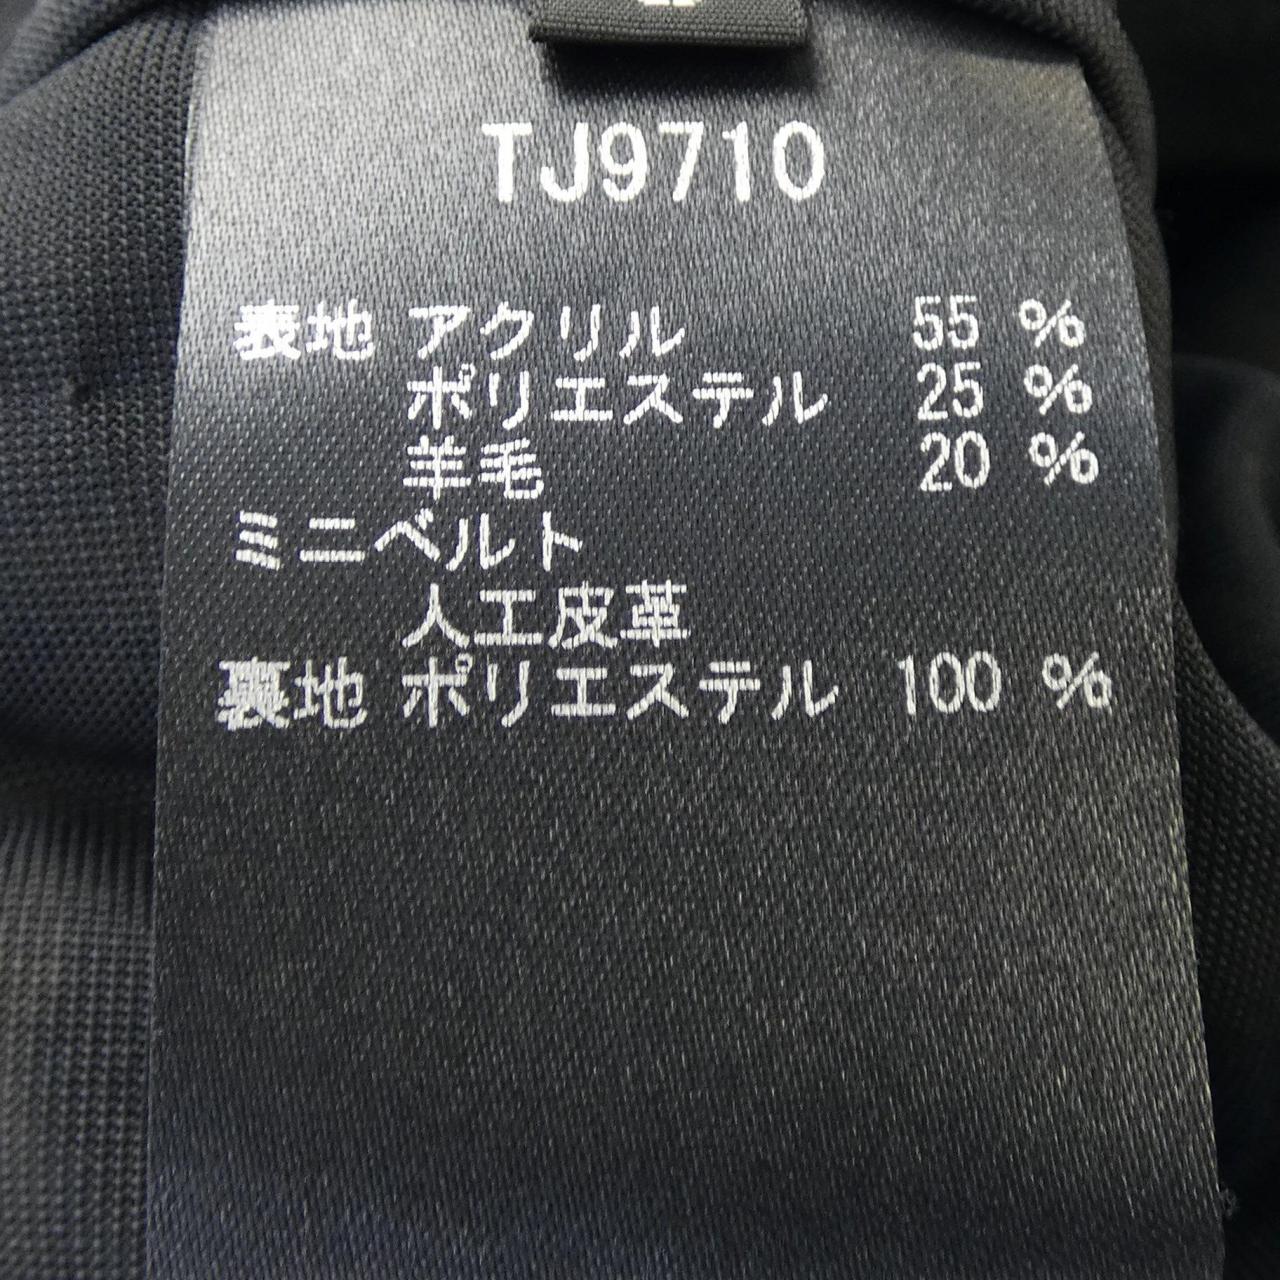 TJ9710
表地 アクリル 55 %
ポリエステル 25 %
羊毛 20 %
ミニベルト
人工皮革
裏地 ポリエステル 100 %